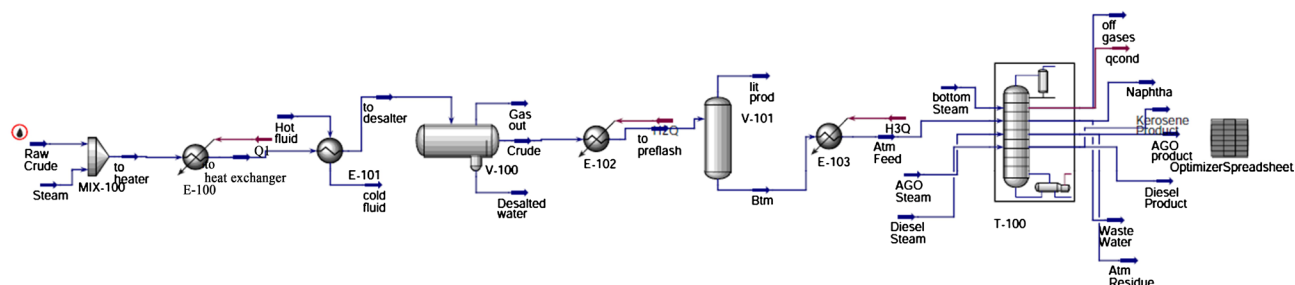 Raw
Crude
Steam
MIX-100
to
heater
E-100
Q1
to
heat exchanger
Hot
fluid
E-101
cold
fluid
to
desalter
Gas
out
Crude
V-100
Desalted
water
E-102
H2Q
to
preflash
lit
prod
V-101
Btm
E-103
H3Q
Atm
Feed
bottom
Steam
AGO
Steam
Diesel
Steam
T-100
off
gases
qcond
Naphtha
Kerosene
Product
AGO
product
Diesel
Product
Waste
Water
Atm
Residue
OptimizerSpreadsheet